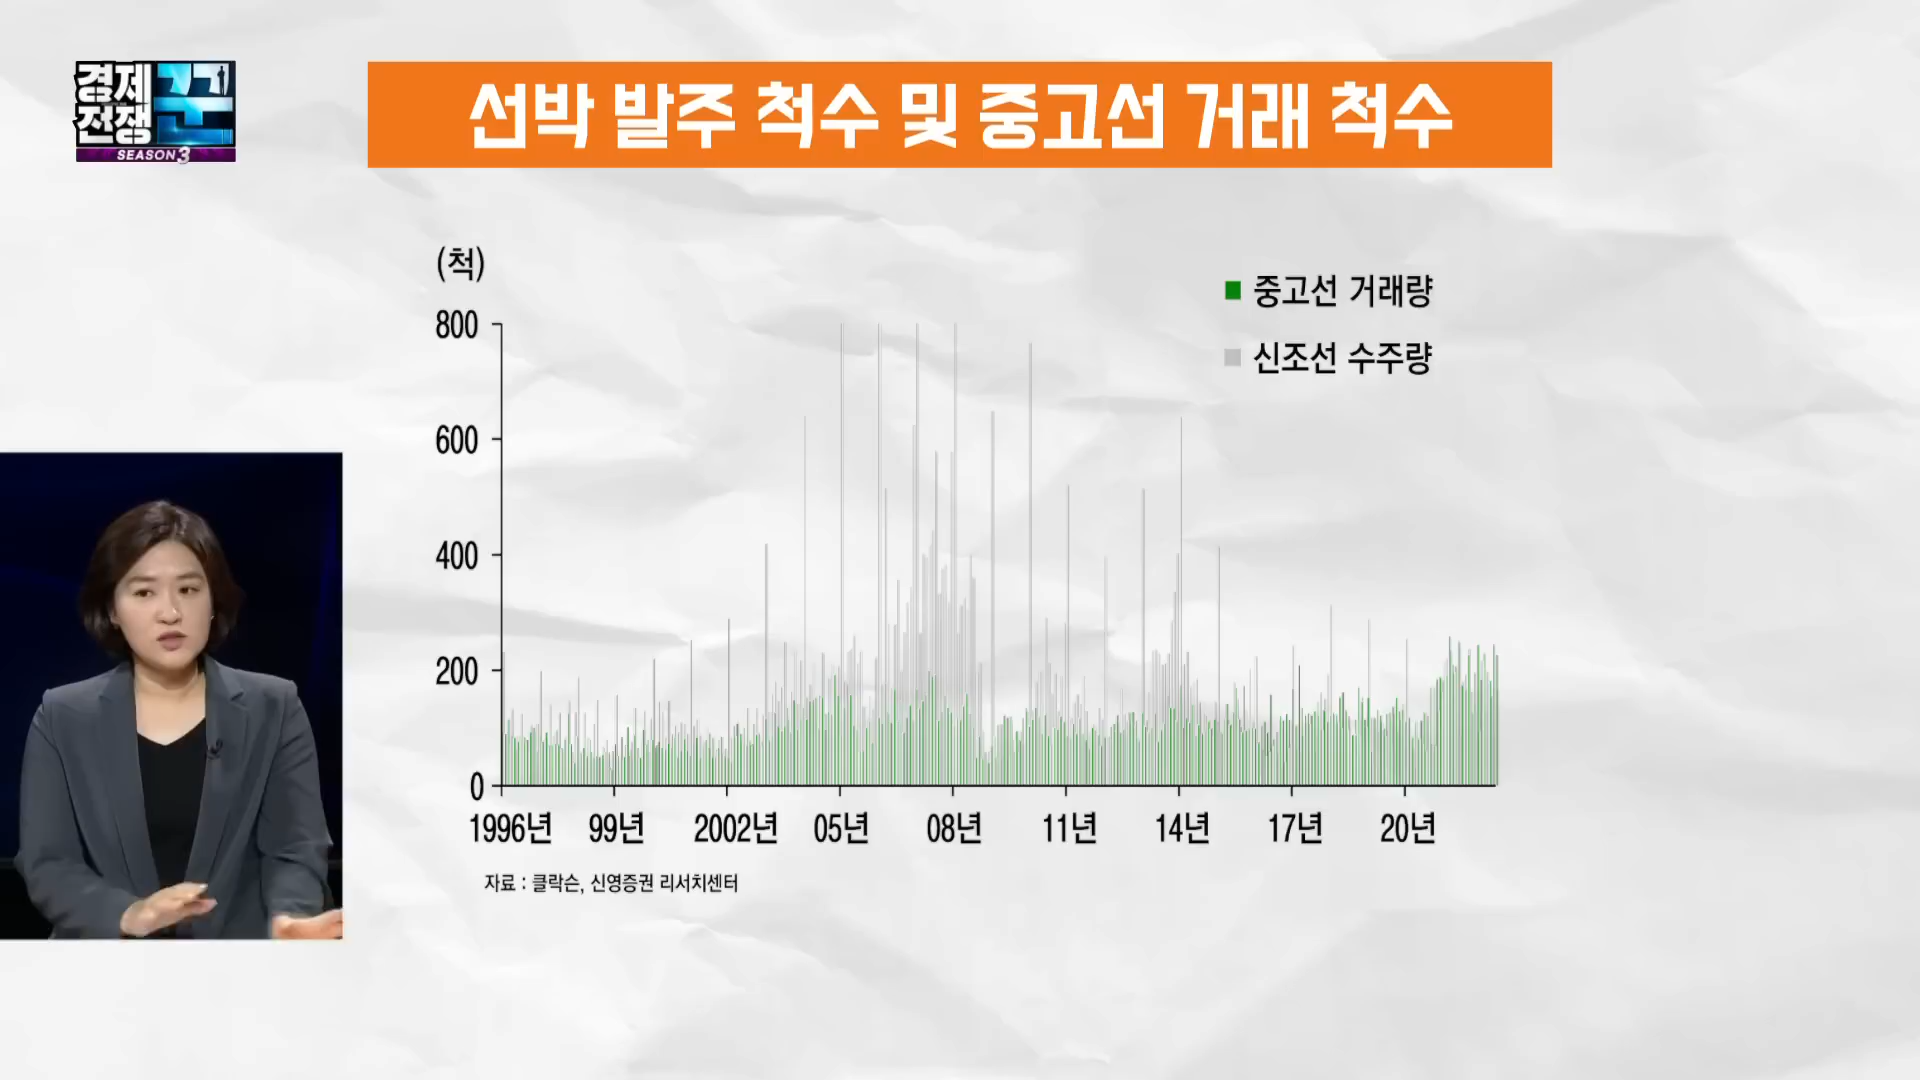 경제
전쟁 꾼
SEASON3
선박 발주 척수 및 중고선 거래 척수
(척)
중고선 거래량
신조선 수주량
800
600
400
200
0
1996년 99년 2002년 05년 08년 11년 14년 17년 20년
자료 : 클락슨, 신영증권 리서치센터